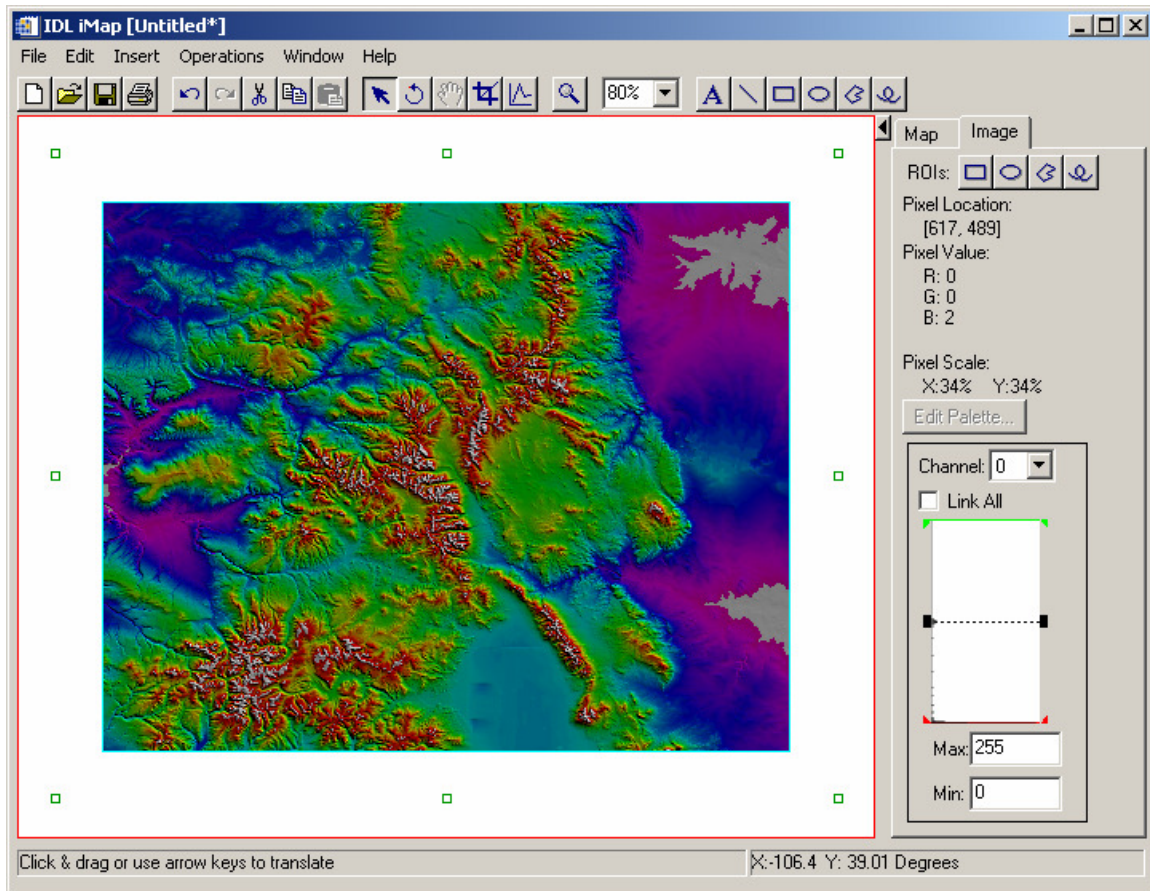 IDL iMap [Untitled*]
File Edit Insert Operations Window Help
80%
A
Map Image
ROIs:
Pixel Location:
[617, 489]
Pixel Value:
R: 0
G: 0
B: 2
Pixel Scale:
X:34% Y:34%
Edit Palette...
Channel: 0
Link All
Max: 255
Min: 0
Click & drag or use arrow keys to translate
X:-106.4 Y: 39.01 Degrees